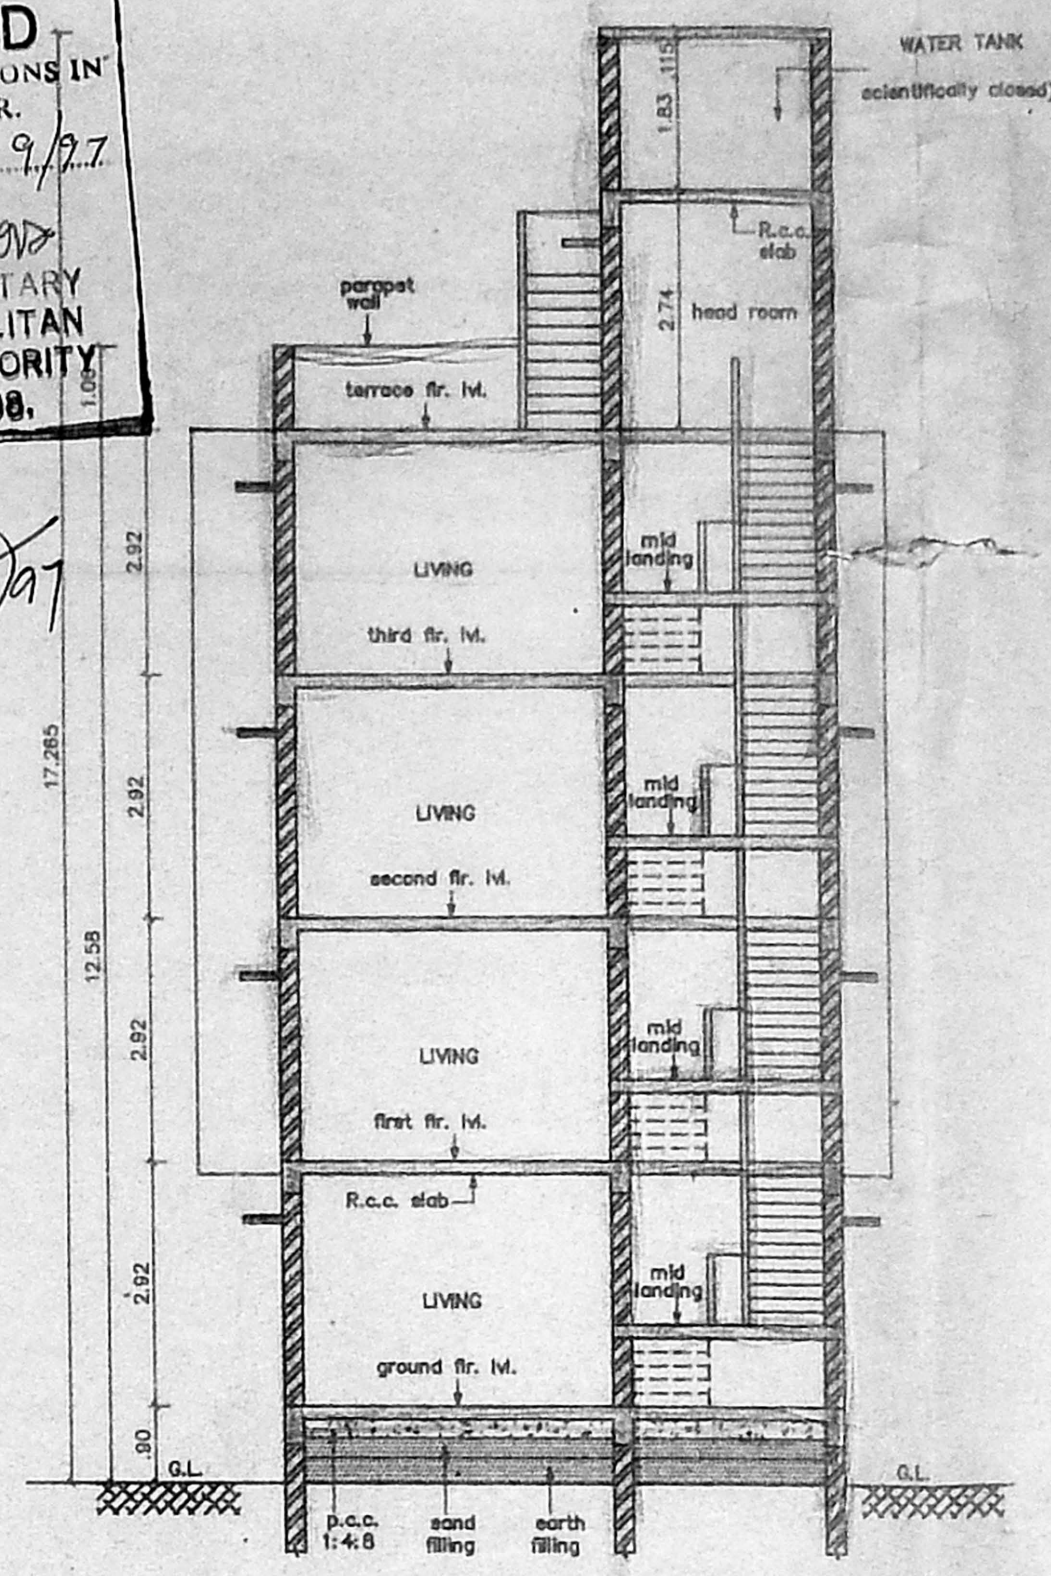 D
ONS IN
R.
9/97
TARY
LITAN
ORITY
97
WATER TANK
scientifically closed)
.115
1.83
R.c.c.
slab
2.74
head room
parapet
wall
terrace flr. lvl.
1.00
2.92
LIVING
mid
landing
third flr. lvl.
17.265
2.92
LIVING
mid
landing
second flr. lvl.
12.58
2.92
LIVING
mid
landing
first flr. lvl.
R.c.c. slab
2.92
LIVING
mid
landing
ground flr. lvl.
.90
G.L.
G.L.
p.c.c.
1:4:8
sand
filling
earth
filling